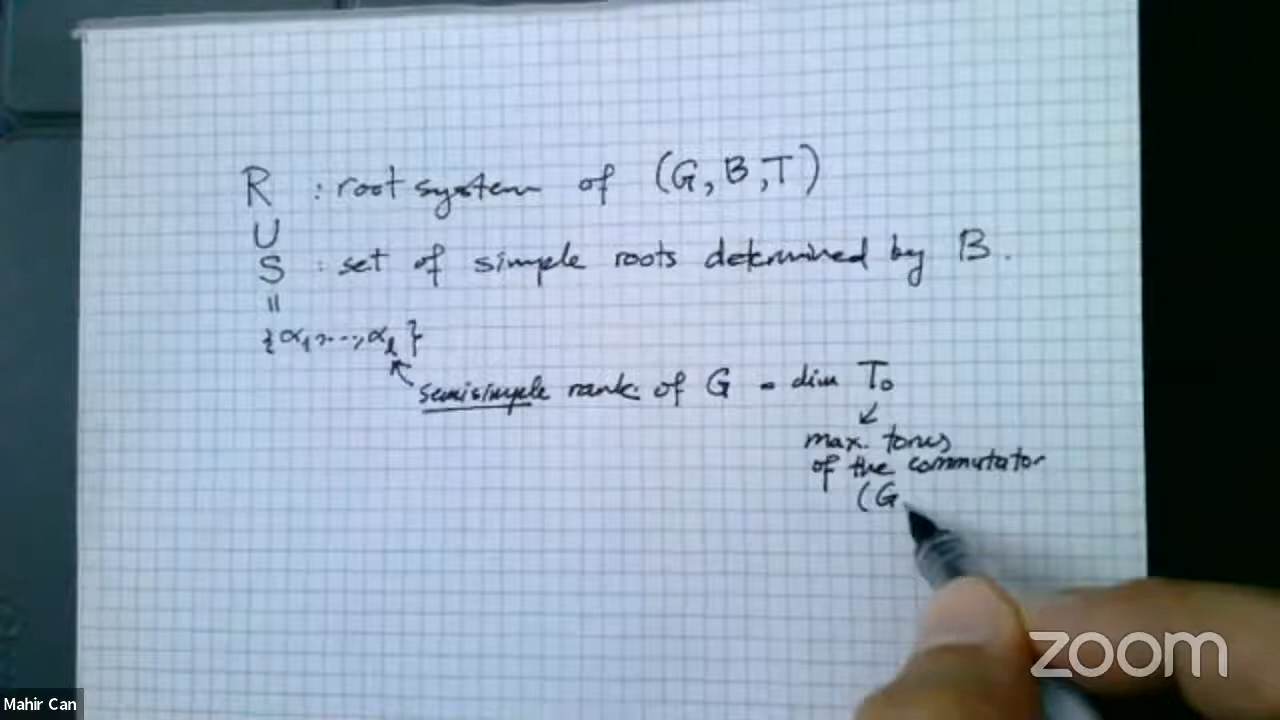 R : root system of (G, B, T)
∪
S : set of simple roots determined by B.
॥
{α₁, ..., αₗ}
semisimple rank of G = dim T₀
max. torus
of the commutator
(G,
zoom
Mahir Can